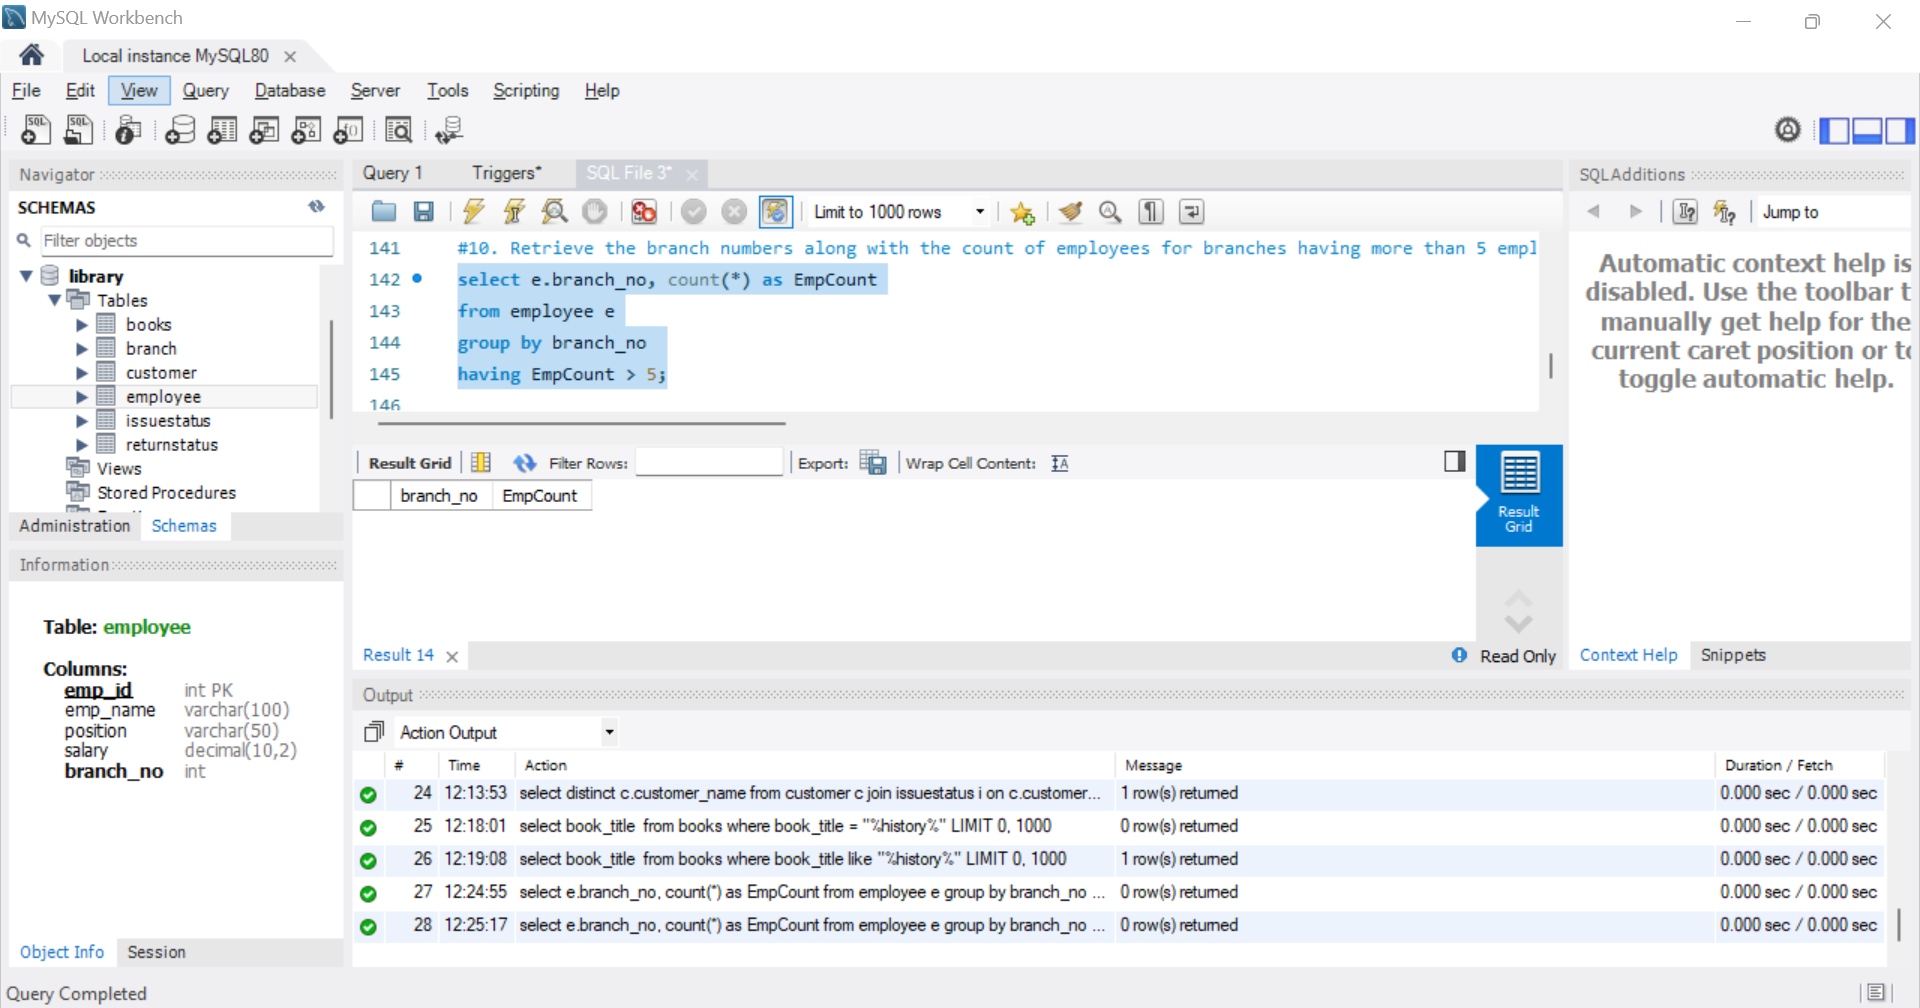 MySQL Workbench
Local instance MySQL80
File Edit View Query Database Server Tools Scripting Help
Navigator
SCHEMAS
Filter objects
library
Tables
books
branch
customer
employee
issuestatus
returnstatus
Views
Stored Procedures
Administration Schemas
Information
Table: employee
Columns:
emp_id int PK
emp_name varchar(100)
position varchar(50)
salary decimal(10,2)
branch_no int
Object Info Session
Query Completed
Query 1 Triggers* SQL File 3*
Limit to 1000 rows
141 #10. Retrieve the branch numbers along with the count of employees for branches having more than 5 empl
142 select e.branch_no, count(*) as EmpCount
143 from employee e
144 group by branch_no
145 having EmpCount > 5;
146
Result Grid Filter Rows: Export: Wrap Cell Content:
branch_no EmpCount
Result
Grid
Result 14 Read Only
SQLAdditions
Jump to
Automatic context help is
disabled. Use the toolbar t
manually get help for the
current caret position or to
toggle automatic help.
Context Help Snippets
Output
Action Output
# Time Action Message Duration / Fetch
24 12:13:53 select distinct c.customer_name from customer c join issuestatus i on c.customer... 1 row(s) returned 0.000 sec / 0.000 sec
25 12:18:01 select book_title from books where book_title = "%history%" LIMIT 0, 1000 0 row(s) returned 0.000 sec / 0.000 sec
26 12:19:08 select book_title from books where book_title like "%history%" LIMIT 0, 1000 1 row(s) returned 0.000 sec / 0.000 sec
27 12:24:55 select e.branch_no, count(*) as EmpCount from employee e group by branch_no ... 0 row(s) returned 0.000 sec / 0.000 sec
28 12:25:17 select e.branch_no, count(*) as EmpCount from employee e group by branch_no ... 0 row(s) returned 0.000 sec / 0.000 sec